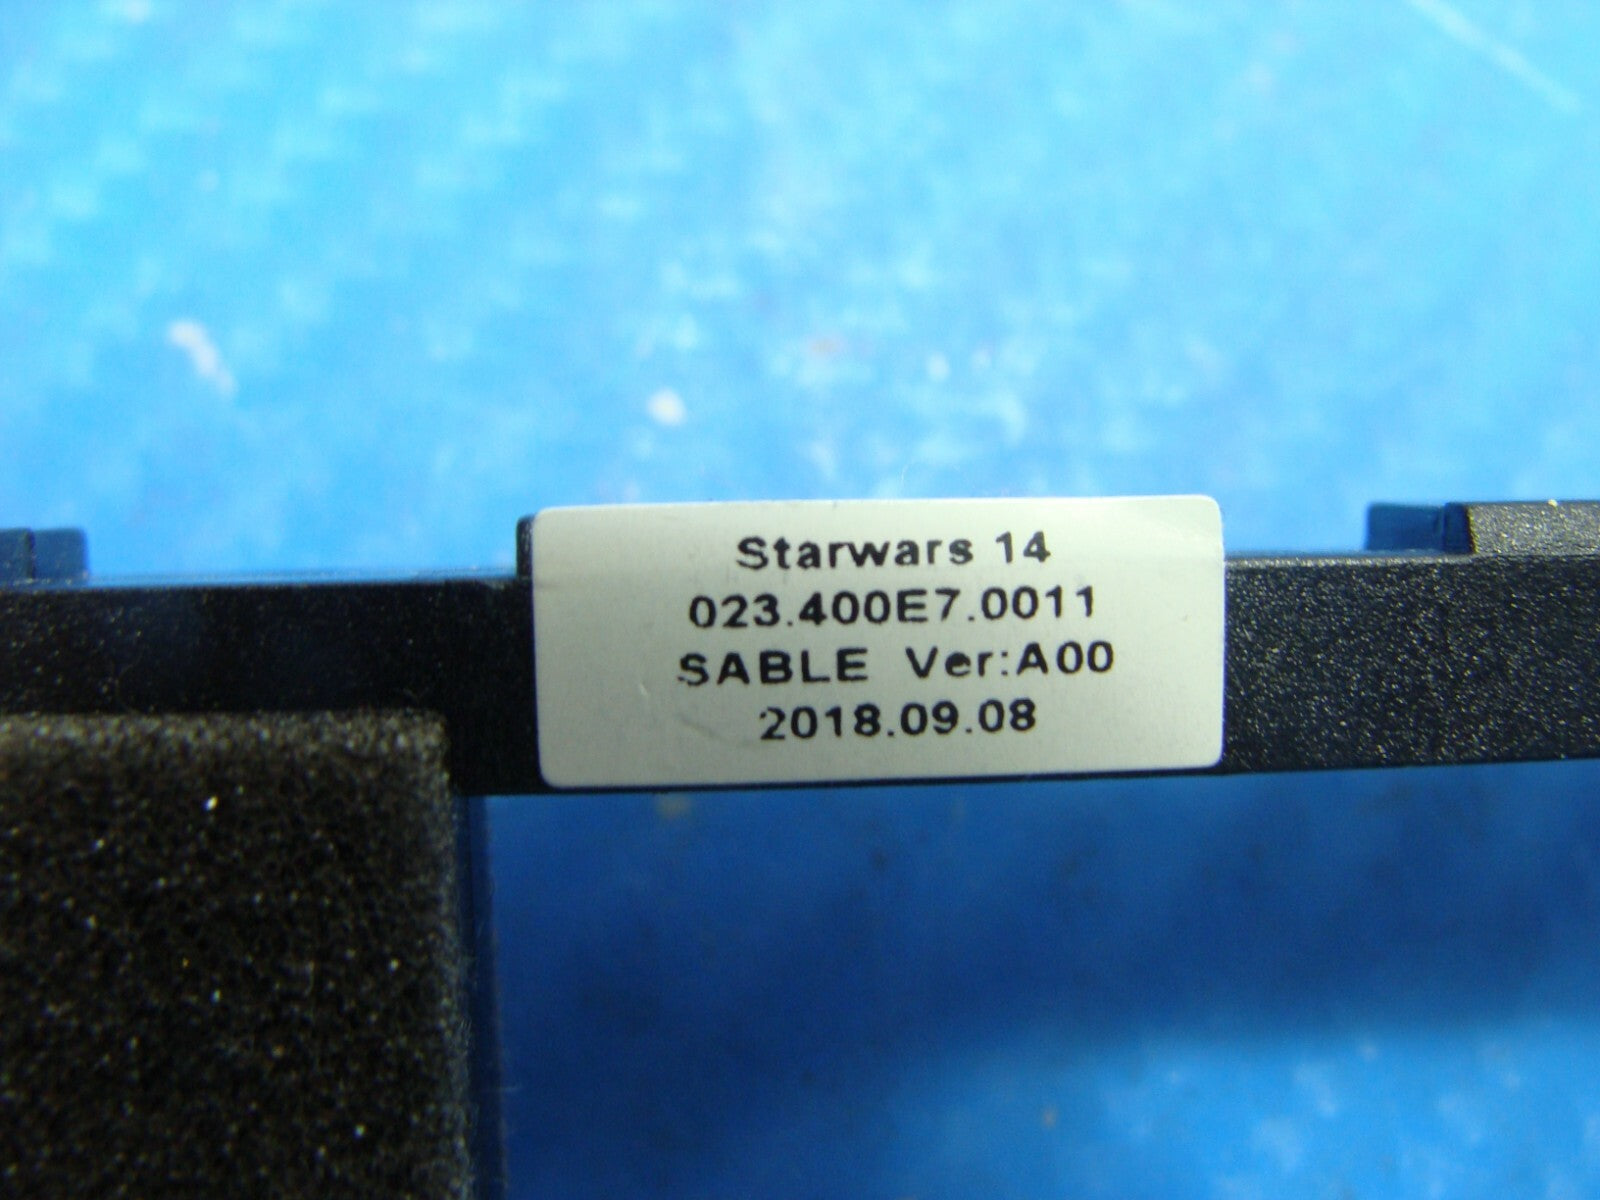 Starwars 14
023.400E7.0011
SABLE Ver:A00
2018.09.08